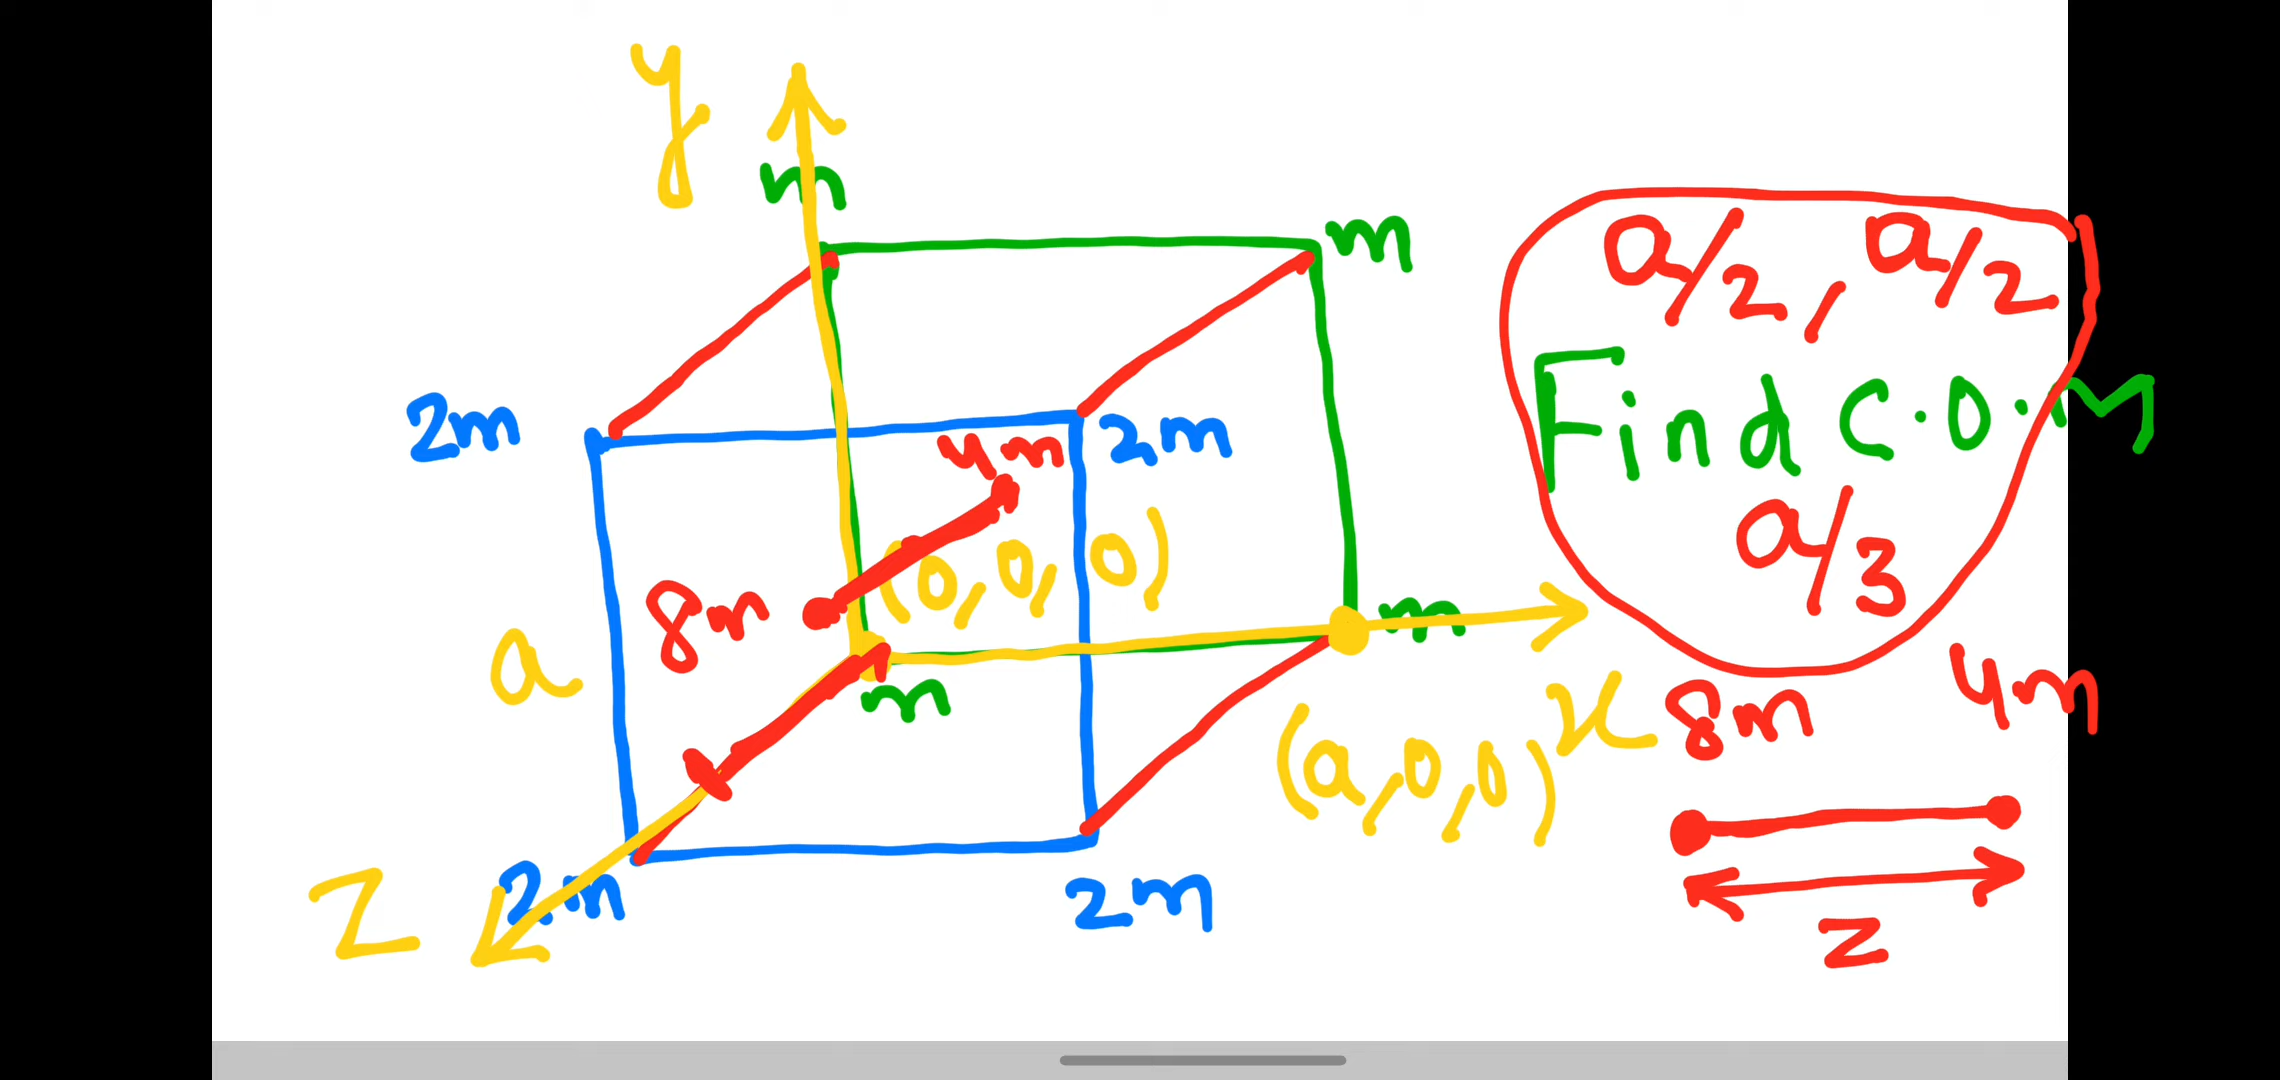 y
m
m
a/2, a/2
2m
2m
4m
Find C.O.M
(0, 0, 0)
a/3
8m
m
a
m
x
8m
4m
(a, 0, 0)
z
2m
2m
z